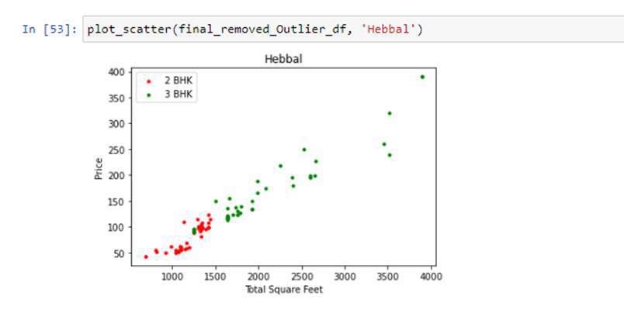 In [53]: plot_scatter(final_removed_Outlier_df, 'Hebbal')
Hebbal
2 BHK
3 BHK
400
350
300
250
200
150
100
50
Price
1000 1500 2000 2500 3000 3500 4000
Total Square Feet